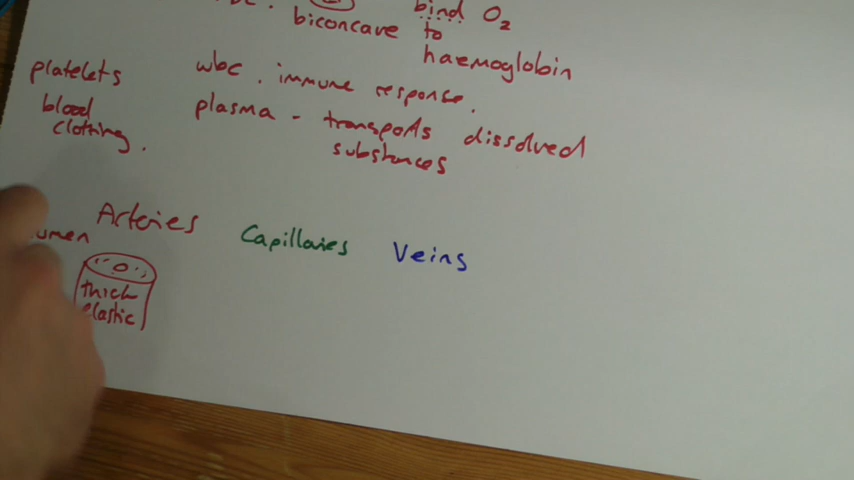 bind O2
biconcave to
haemoglobin
platelets
blood
clotting.
wbc. immune response.
plasma - transports dissolved
substances
Arteries
Capillaries
Veins
thick
elastic